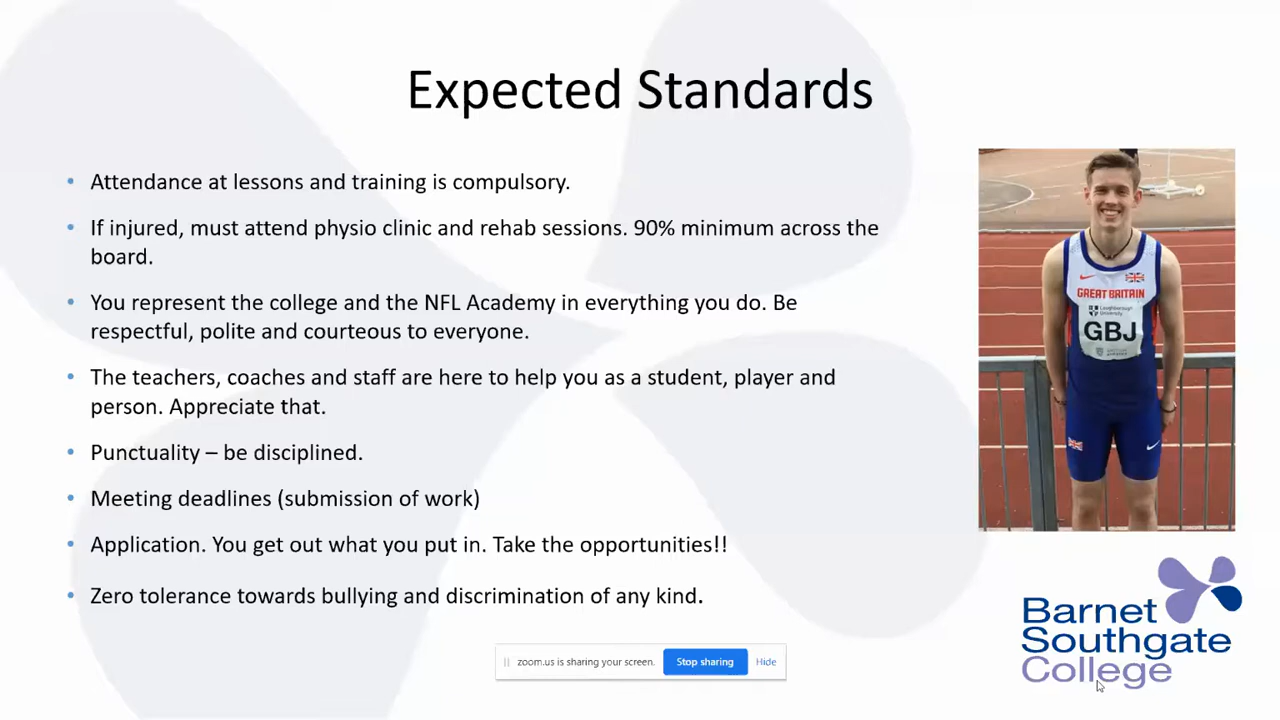 Expected Standards
Attendance at lessons and training is compulsory.
If injured, must attend physio clinic and rehab sessions. 90% minimum across the
board.
You represent the college and the NFL Academy in everything you do. Be
respectful, polite and courteous to everyone.
The teachers, coaches and staff are here to help you as a student, player and
person. Appreciate that.
Punctuality – be disciplined.
Meeting deadlines (submission of work)
Application. You get out what you put in. Take the opportunities!!
Zero tolerance towards bullying and discrimination of any kind.
GREAT BRITAIN
Loughborough
University
GBJ
Barnet
Southgate
College
zoom.us is sharing your screen.
Stop sharing
Hide